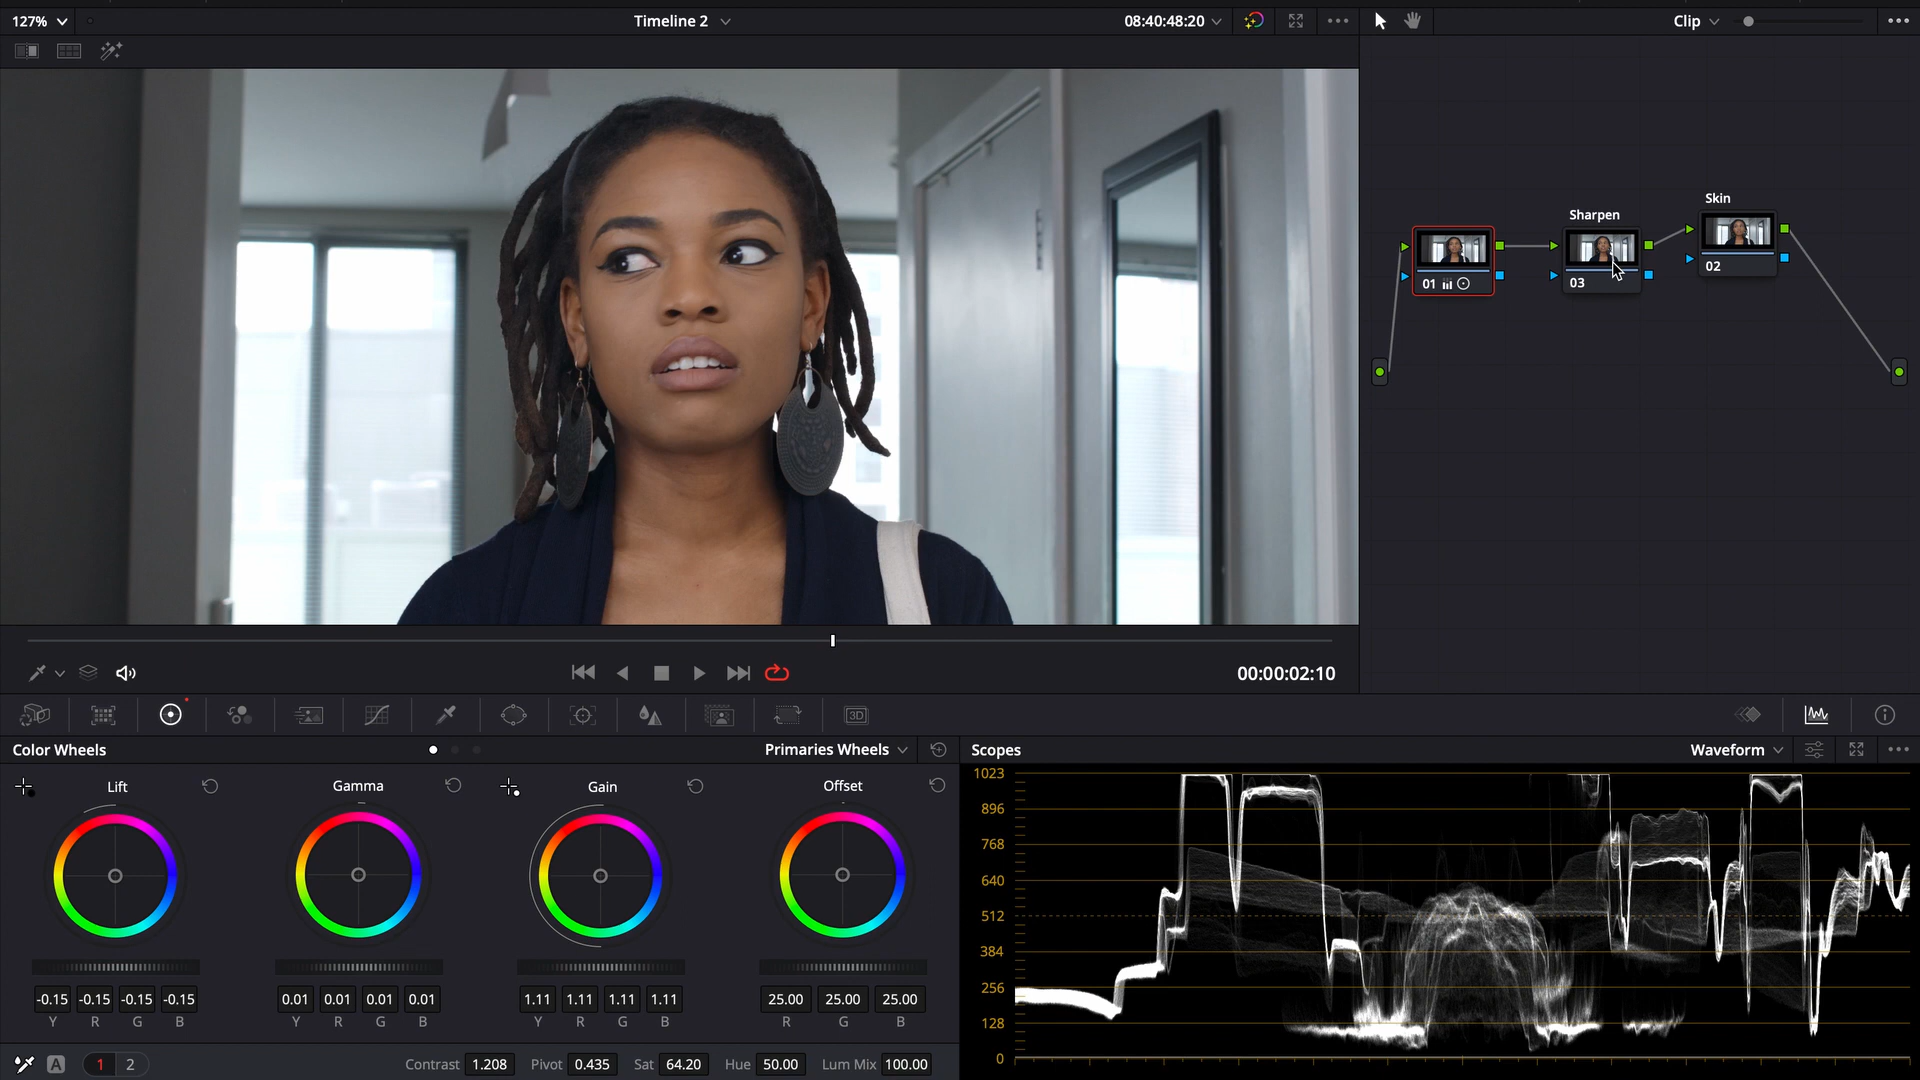 127%
Timeline 2
08:40:48:20
Clip
Skin
Sharpen
02
01
03
00:00:02:10
3D
Color Wheels
Primaries Wheels
Scopes
Waveform
Lift
Gamma
Gain
Offset
1023
896
768
640
512
384
256
128
0
-0.15 -0.15 -0.15 -0.15
0.01 0.01 0.01 0.01
1.11 1.11 1.11 1.11
25.00 25.00 25.00
Y R G B
Y R G B
Y R G B
R G B
A
1 2
Contrast 1.208 Pivot 0.435 Sat 64.20 Hue 50.00 Lum Mix 100.00